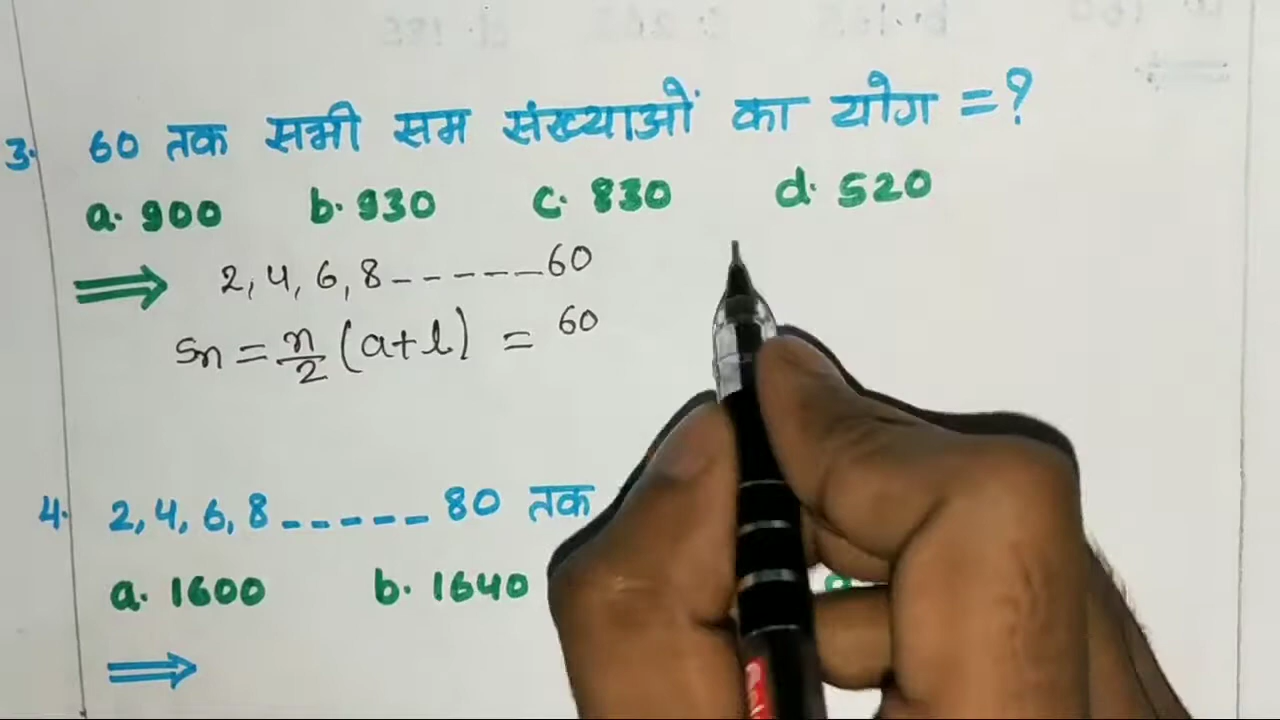 3. 60 तक सभी सम संख्याओं का योग =?
a. 900 b. 930 c. 830 d. 520
⟹ 2, 4, 6, 8 ------ 60
Sn = n/2 (a+l) = 60
4. 2, 4, 6, 8 ----- 80 तक
a. 1600 b. 1640
⟹